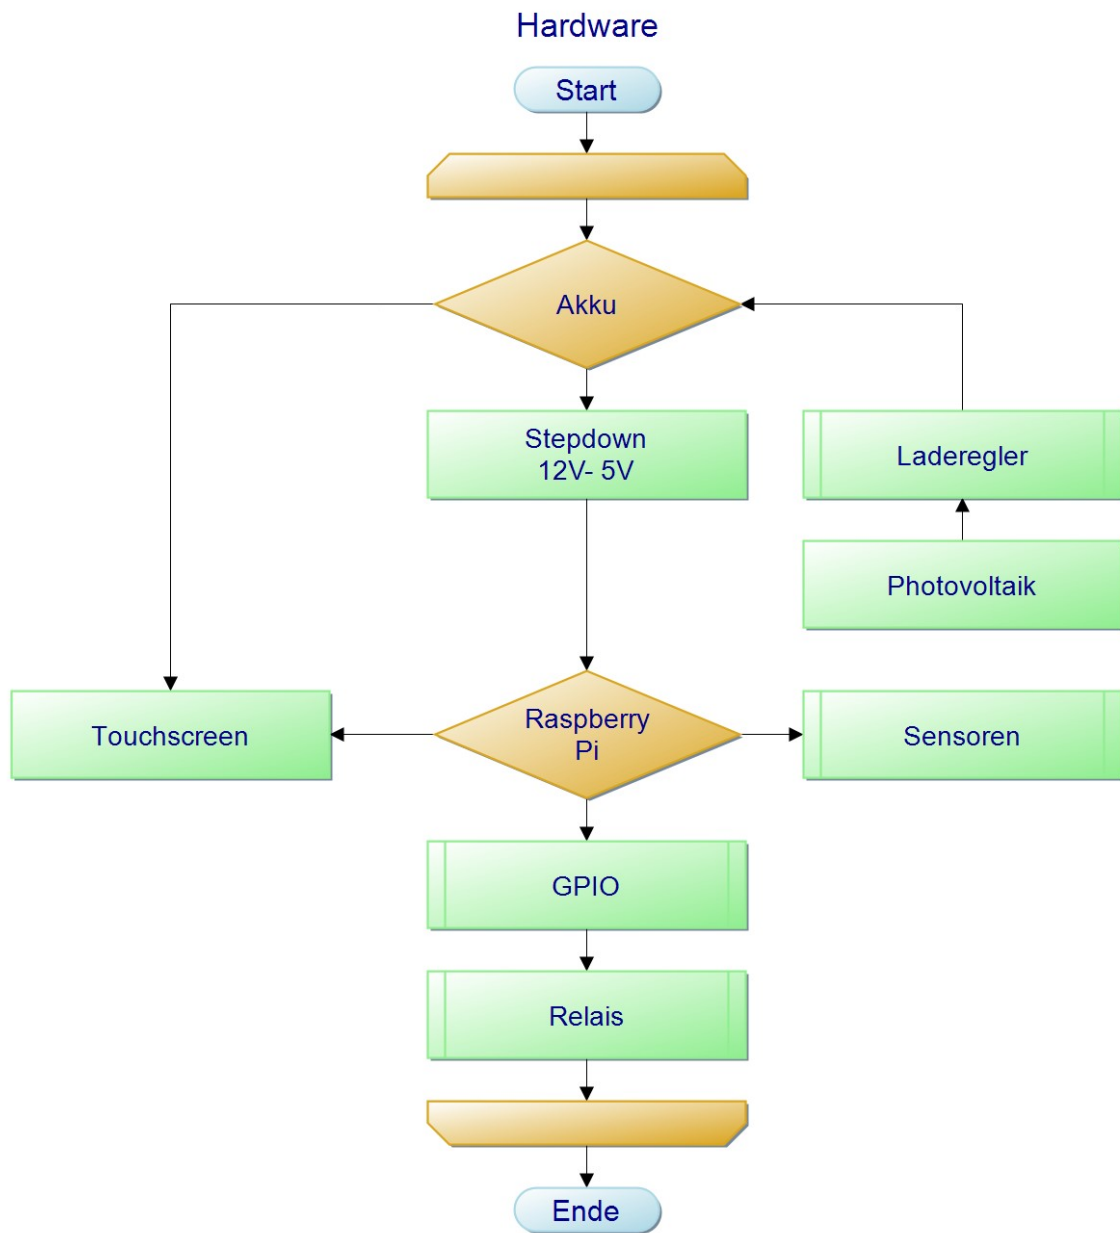 Hardware
Start
Akku
Stepdown
12V- 5V
Laderegler
Photovoltaik
Touchscreen
Raspberry
Pi
Sensoren
GPIO
Relais
Ende